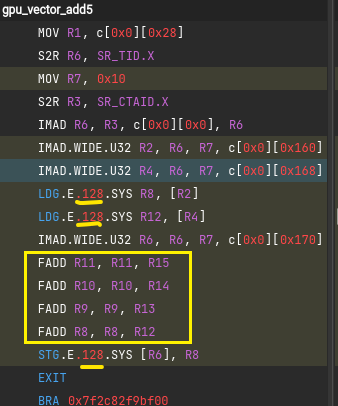 gpu_vector_add5
MOV R1, c[0x0][0x28]
S2R R6, SR_TID.X
MOV R7, 0x10
S2R R3, SR_CTAID.X
IMAD R6, R3, c[0x0][0x0], R6
IMAD.WIDE.U32 R2, R6, R7, c[0x0][0x160]
IMAD.WIDE.U32 R4, R6, R7, c[0x0][0x168]
LDG.E.128.SYS R8, [R2]
LDG.E.128.SYS R12, [R4]
IMAD.WIDE.U32 R6, R6, R7, c[0x0][0x170]
FADD R11, R11, R15
FADD R10, R10, R14
FADD R9, R9, R13
FADD R8, R8, R12
STG.E.128.SYS [R6], R8
EXIT
BRA 0x7f2c82f9bf00